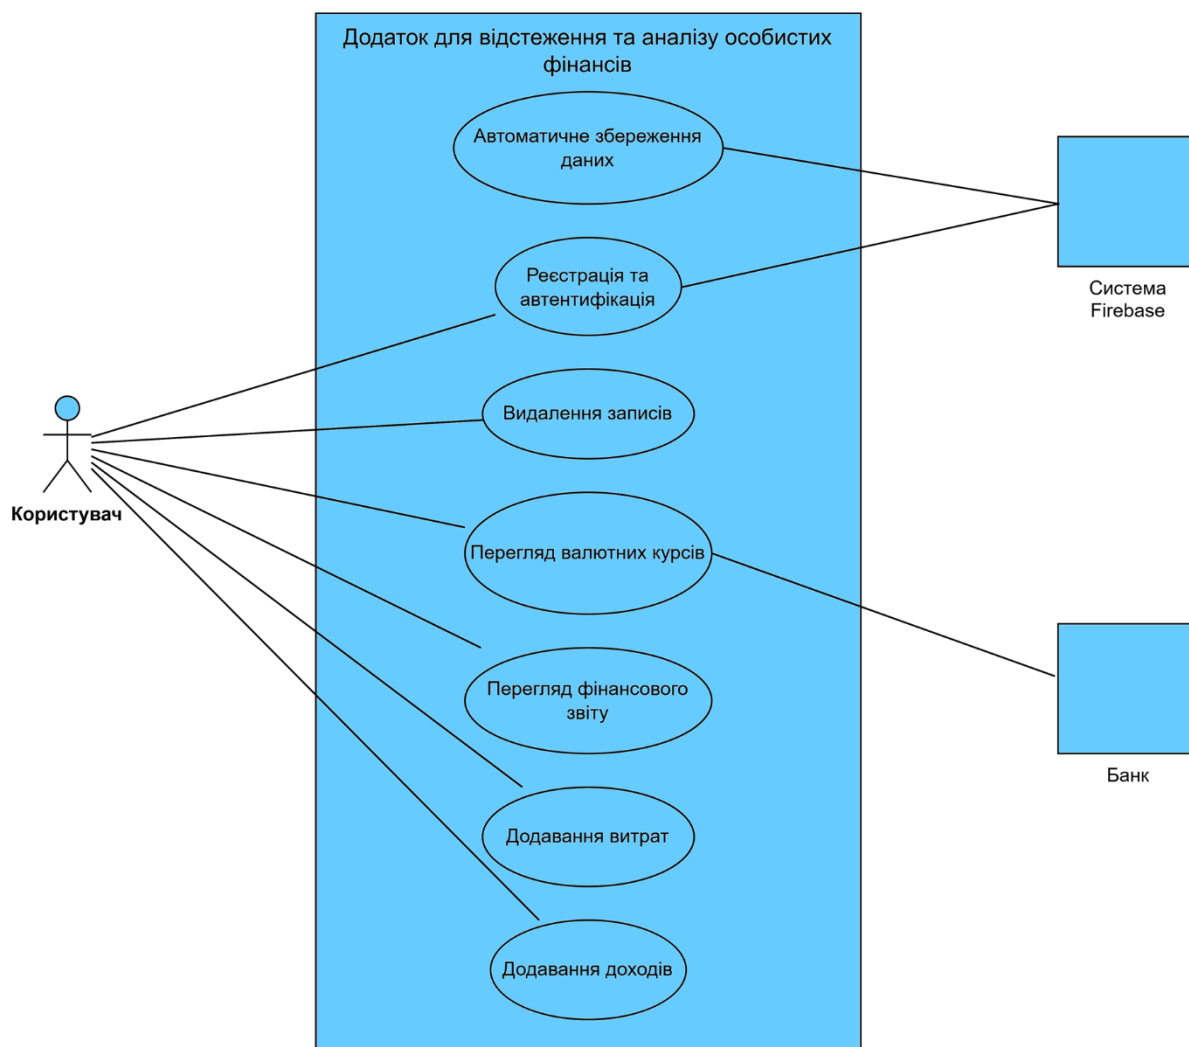 Додаток для відстеження та аналізу особистих
фінансів
Автоматичне збереження
даних
Реєстрація та
автентифікація
Система
Firebase
Видалення записів
Користувач
Перегляд валютних курсів
Перегляд фінансового
звіту
Банк
Додавання витрат
Додавання доходів